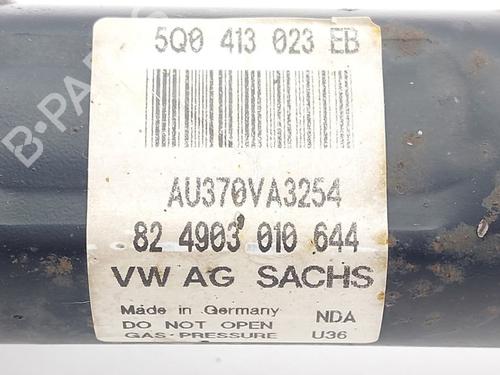 5Q0 413 023 EB
AU370VA3254
82 4903 010 644
VW AG SACHS
Made in Germany NDA
DO NOT OPEN U36
GAS-PRESSURE
B-PARTS